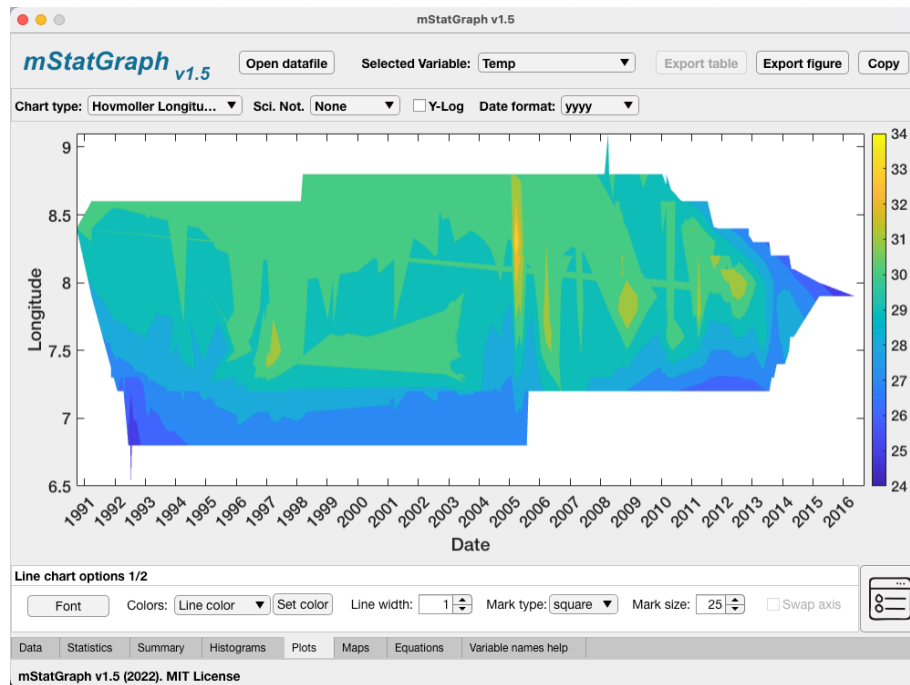 mStatGraph v1.5
mStatGraph v1.5 Open datafile Selected Variable: Temp Export table Export figure Copy
Chart type: Hovmoller Longitu... Sci. Not. None Y-Log Date format: yyyy
Longitude
9
8.5
8
7.5
7
6.5
1991 1992 1993 1994 1995 1996 1997 1998 1999 2000 2001 2002 2003 2004 2005 2006 2007 2008 2009 2010 2011 2012 2013 2014 2015 2016
Date
34
33
32
31
30
29
28
27
26
25
24
Line chart options 1/2
Font Colors: Line color Set color Line width: 1 Mark type: square Mark size: 25 Swap axis
Data Statistics Summary Histograms Plots Maps Equations Variable names help
mStatGraph v1.5 (2022). MIT License